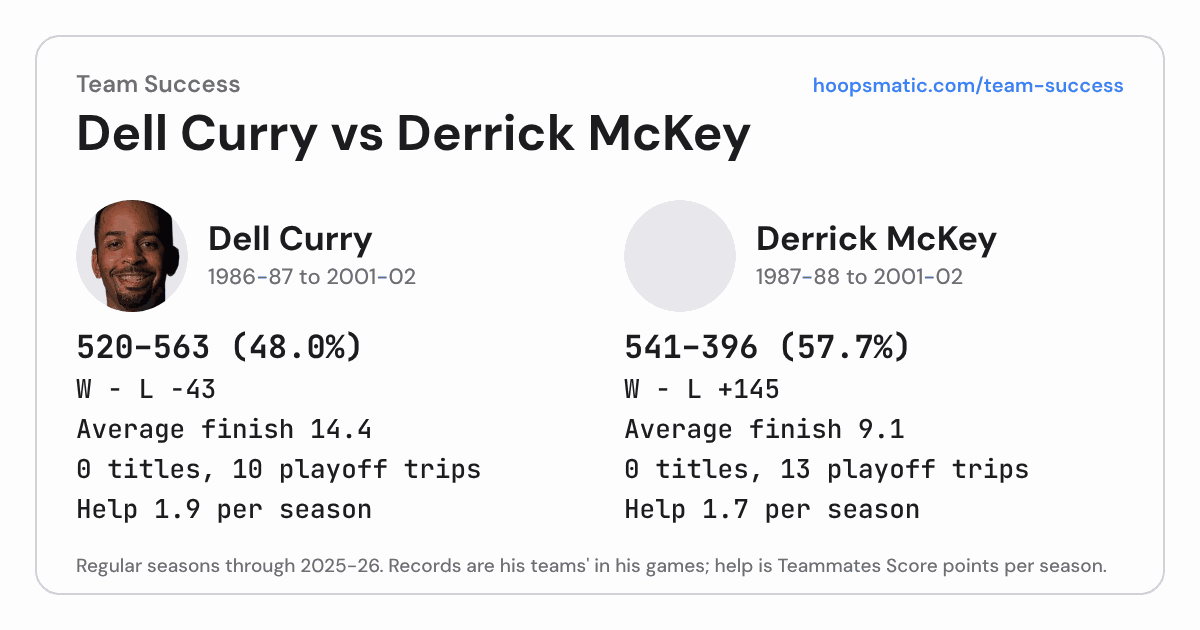 Team Success
hoopsmatic.com/team-success
Dell Curry vs Derrick McKey
Dell Curry
1986-87 to 2001-02
520-563 (48.0%)
W - L -43
Average finish 14.4
0 titles, 10 playoff trips
Help 1.9 per season
Derrick McKey
1987-88 to 2001-02
541-396 (57.7%)
W - L +145
Average finish 9.1
0 titles, 13 playoff trips
Help 1.7 per season
Regular seasons through 2025-26. Records are his teams' in his games; help is Teammates Score points per season.